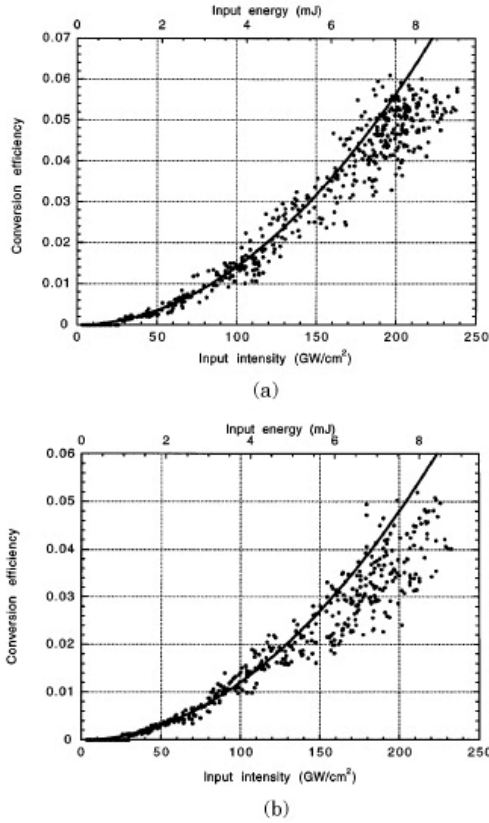 Input energy (mJ)
0 2 4 6 8
0.07
0.06
0.05
0.04
0.03
0.02
0.01
0
Conversion efficiency
0 50 100 150 200 250
Input intensity (GW/cm²)
(a)
Input energy (mJ)
0 2 4 6 8
0.06
0.05
0.04
0.03
0.02
0.01
0
Conversion efficiency
0 50 100 150 200 250
Input intensity (GW/cm²)
(b)